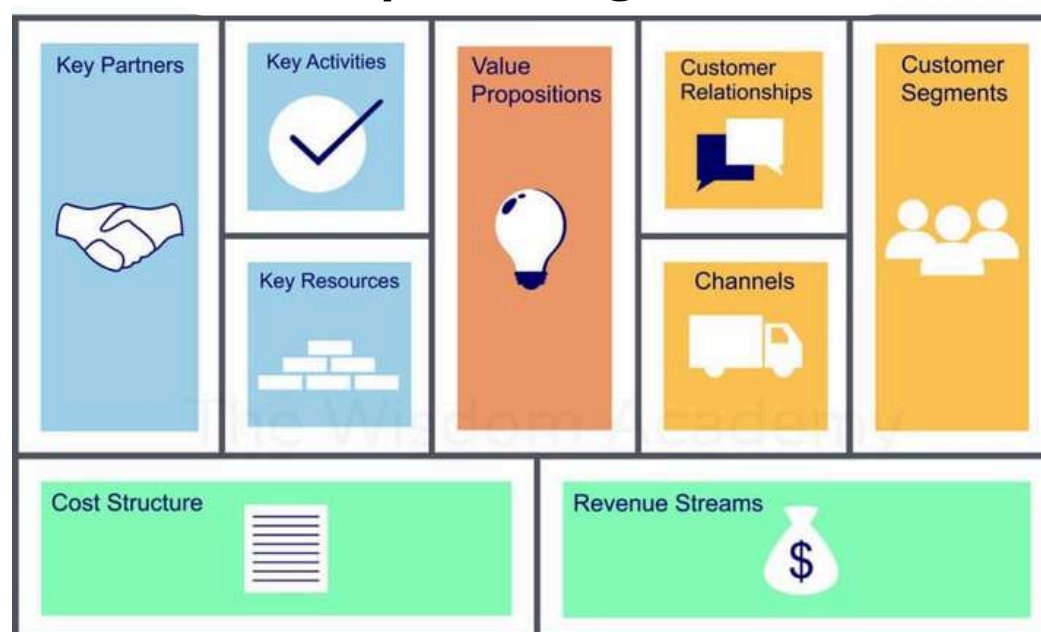 Key Partners
Key Activities
Key Resources
Value
Propositions
Customer
Relationships
Channels
Customer
Segments
The Wisdom Academy
Cost Structure
Revenue Streams
$